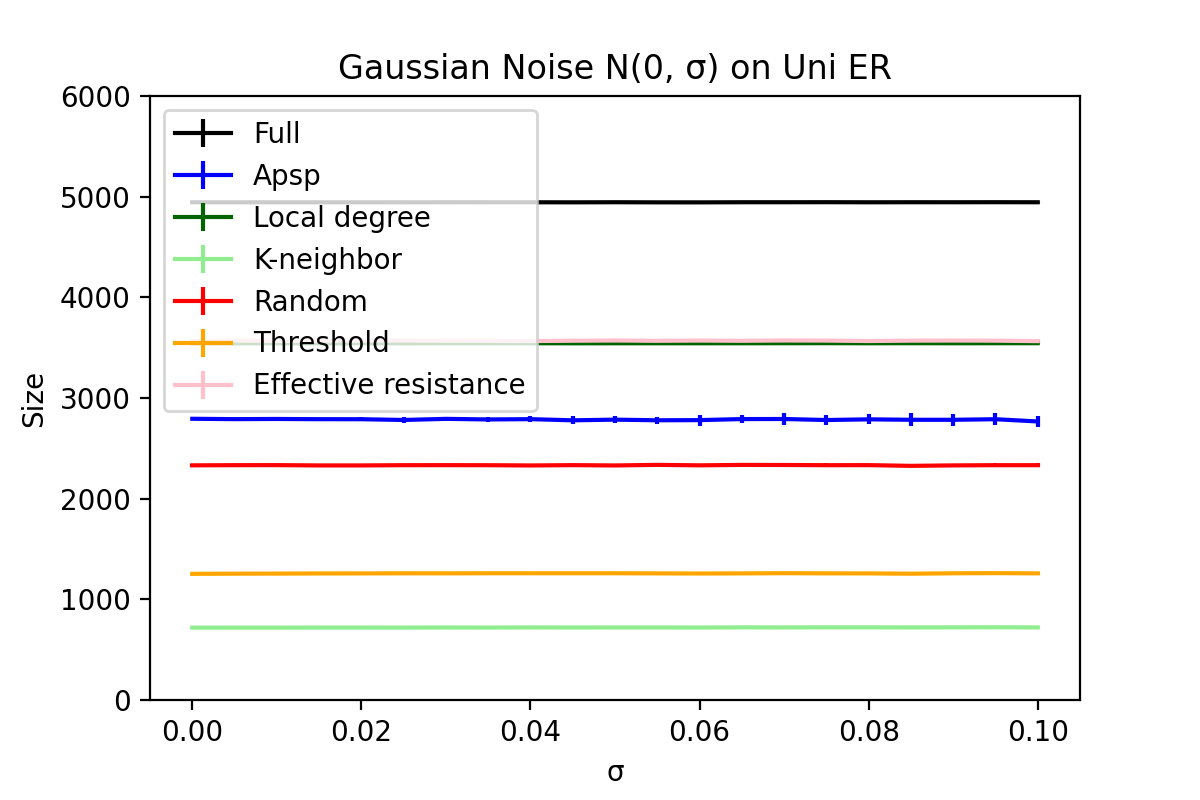 Gaussian Noise N(0, σ) on Uni ER
6000
5000
4000
3000
2000
1000
0
Size
Full
Apsp
Local degree
K-neighbor
Random
Threshold
Effective resistance
0.00 0.02 0.04 0.06 0.08 0.10
σ